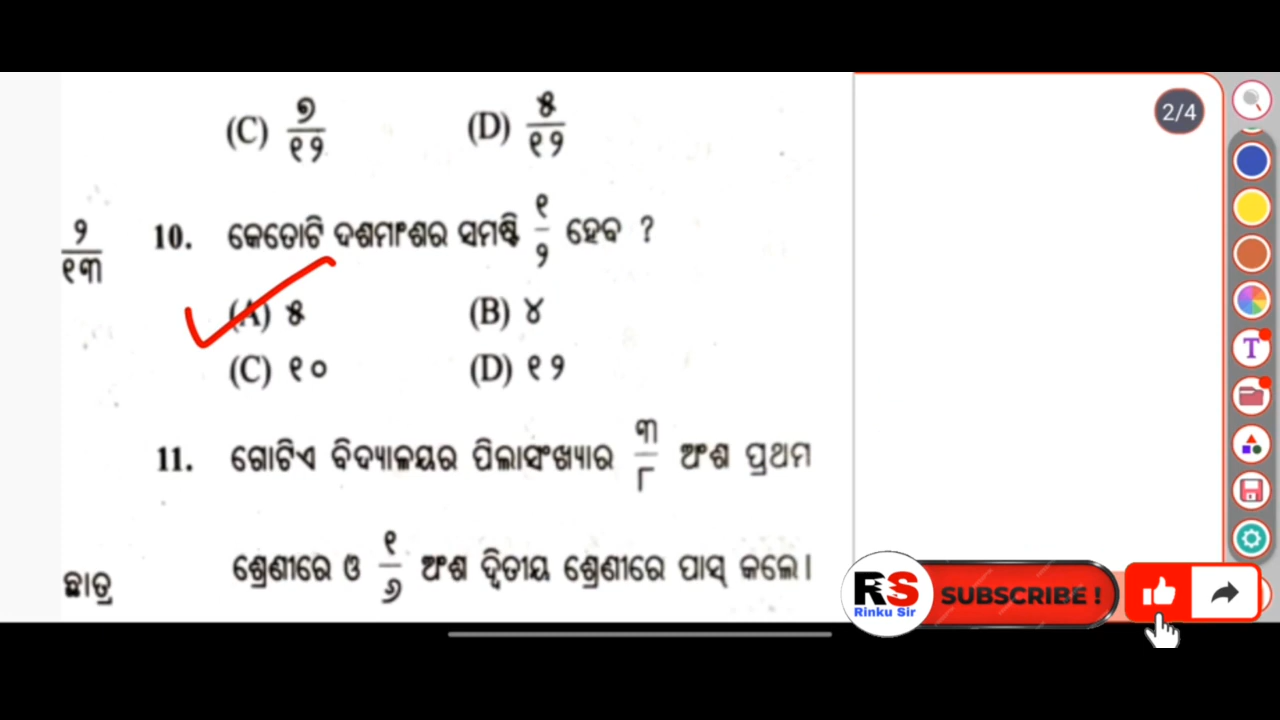 (C) ୭/୧୨ (D) ୫/୧୨
୨/୧୩
10. କେତୋଟି ଦଶମାଂଶର ସମଷ୍ଟି ୧/୨ ହେବ ?
(A) ୫ (B) ୪
(C) ୧୦ (D) ୧୨
11. ଗୋଟିଏ ବିଦ୍ୟାଳୟର ପିଲାସଂଖ୍ୟାର ୩/୮ ଅଂଶ ପ୍ରଥମ
ଶ୍ରେଣୀରେ ଓ ୧/୬ ଅଂଶ ଦ୍ୱିତୀୟ ଶ୍ରେଣୀରେ ପାସ୍ କଲେ।
ଛାତ୍ର
2/4
T
RS
Rinku Sir
SUBSCRIBE !